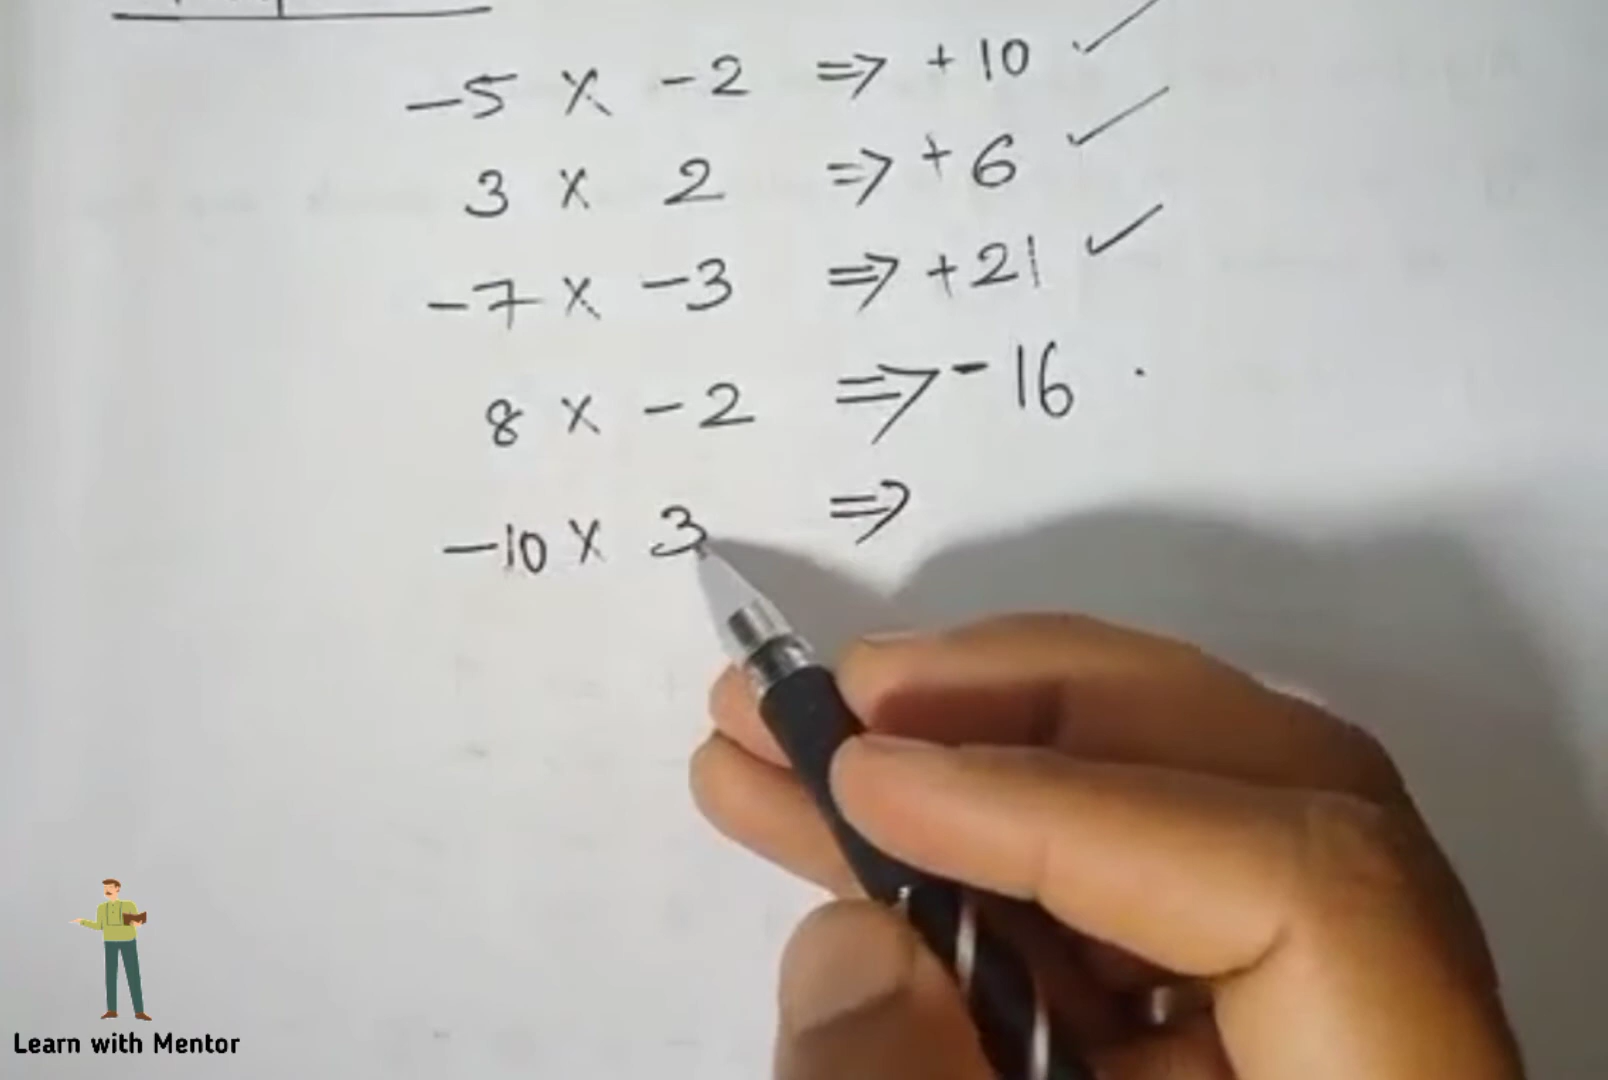 -5 × -2 ⇒ +10 ✓
3 × 2 ⇒ +6 ✓
-7 × -3 ⇒ +21 ✓
8 × -2 ⇒ -16 .
-10 × 3 ⇒
Learn with Mentor